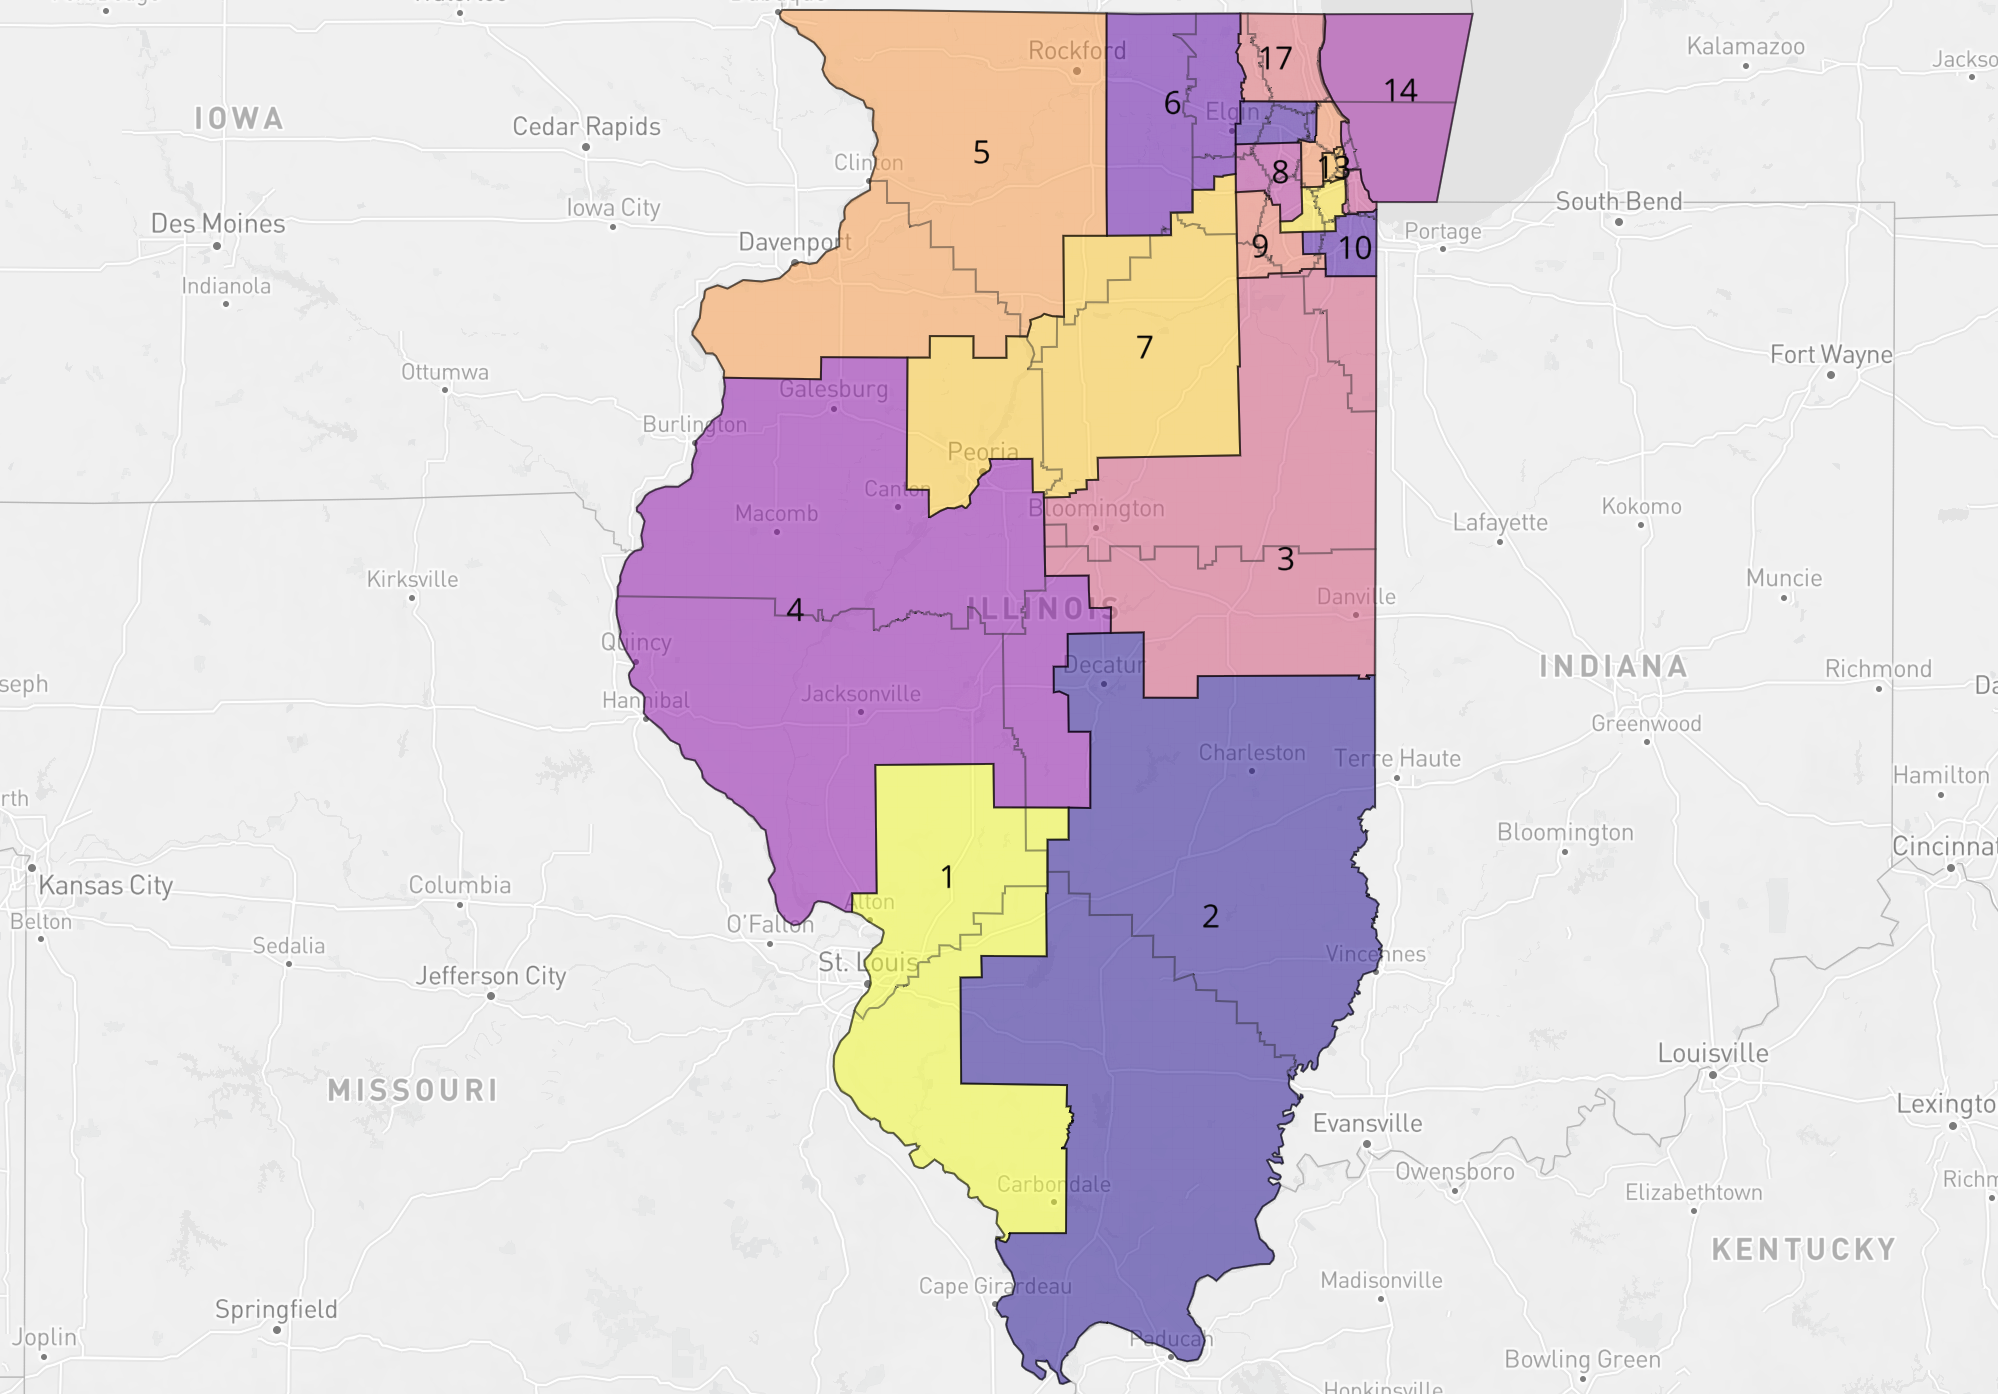 Waterloo
Dubuque
Rockford
17
Kalamazoo
Jackso
IOWA
Cedar Rapids
6
Elgin
14
5
Clinton
8
13
Iowa City
South Bend
Des Moines
Davenport
9
10
Portage
Indianola
7
Fort Wayne
Ottumwa
Galesburg
Burlington
Peoria
Canton
Macomb
Bloomington
Lafayette
Kokomo
3
Kirksville
Muncie
4
ILLINOIS
Danville
Quincy
Decatur
INDIANA
Richmond
seph
Jacksonville
Da
Hannibal
Greenwood
Charleston
Terre Haute
Hamilton
rth
Bloomington
Cincinnat
Kansas City
Columbia
1
Alton
2
Belton
O'Fallon
Sedalia
St. Louis
Vincennes
Jefferson City
Louisville
MISSOURI
Lexingto
Evansville
Owensboro
Carbondale
Elizabethtown
Richm
KENTUCKY
Cape Girardeau
Madisonville
Springfield
Joplin
Paducah
Bowling Green
Hopkinsville